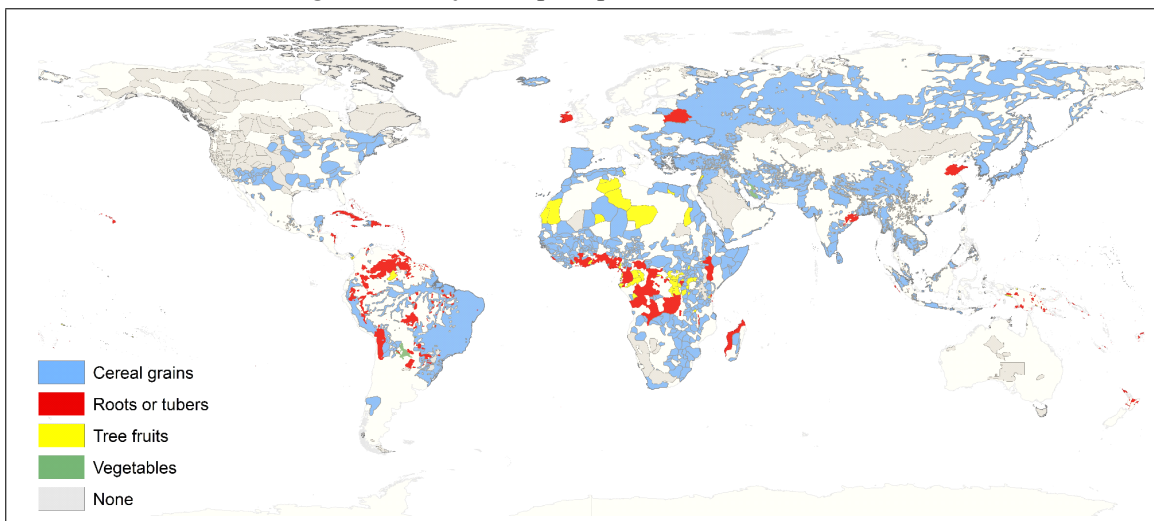 Cereal grains
Roots or tubers
Tree fruits
Vegetables
None